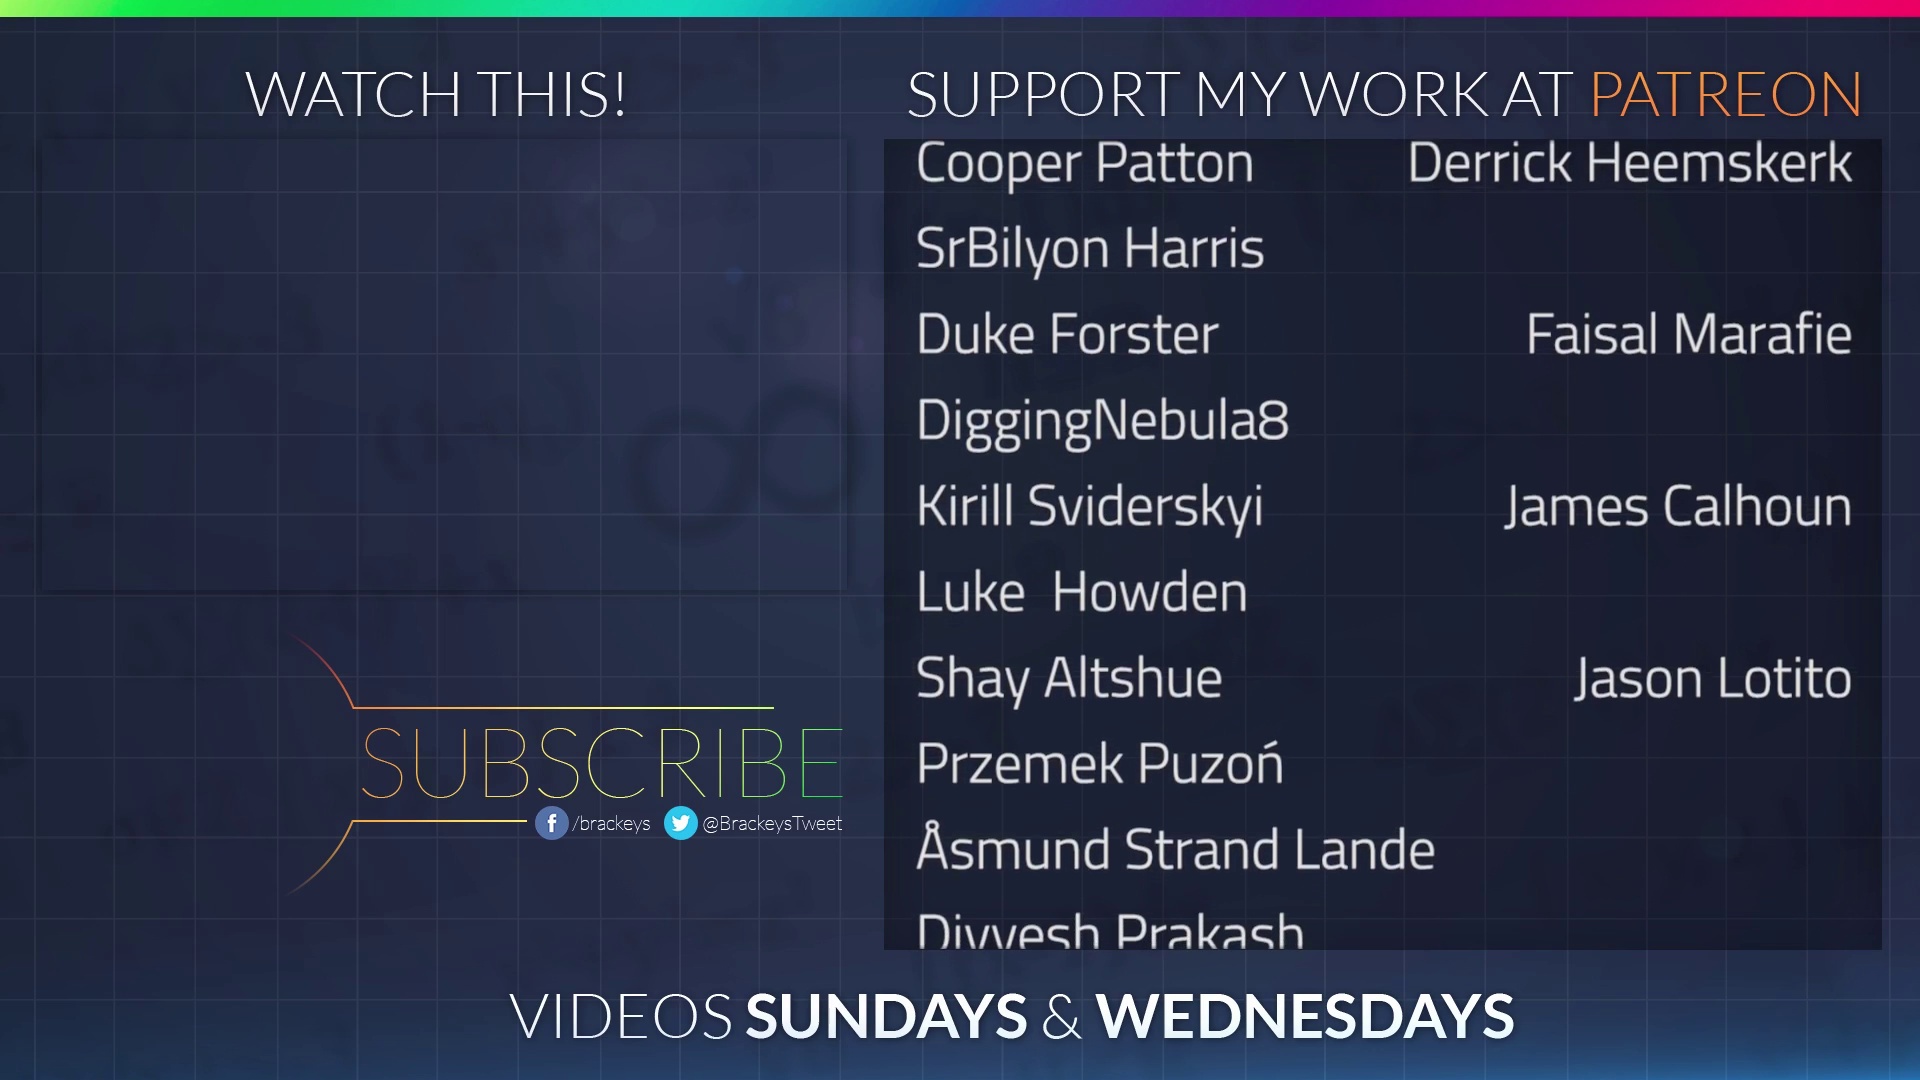 WATCH THIS!
SUPPORT MY WORK AT PATREON
Cooper Patton Derrick Heemskerk
SrBilyon Harris
Duke Forster Faisal Marafie
DiggingNebula8
Kirill Sviderskyi James Calhoun
Luke  Howden
Shay Altshue Jason Lotito
Przemek Puzoń
Åsmund Strand Lande
Divyesh Prakash
SUBSCRIBE
/brackeys @BrackeysTweet
VIDEOS SUNDAYS & WEDNESDAYS